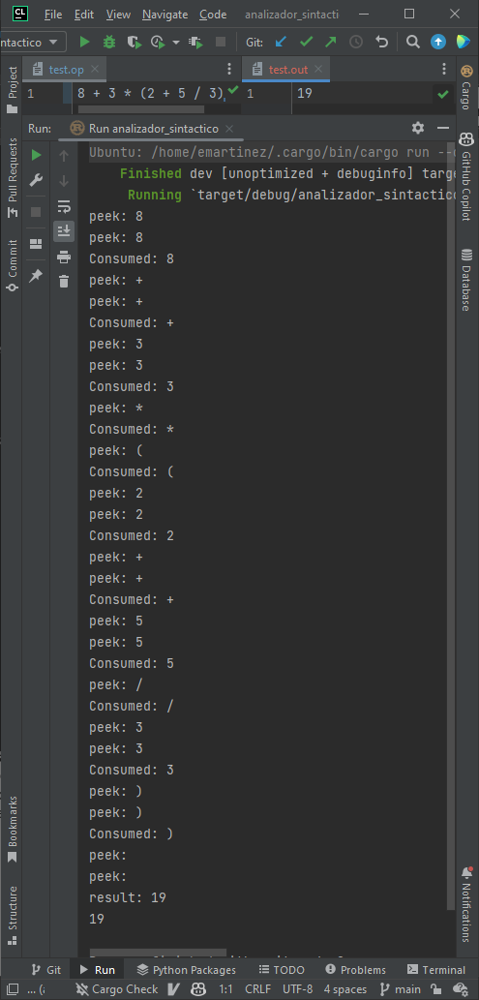 CL File Edit View Navigate Code analizador_sintacti
ntactico Git:
test.op test.out
1 8 + 3 * (2 + 5 / 3) 1 19
Run: Run analizador_sintactico
Ubuntu: /home/emartinez/.cargo/bin/cargo run
Finished dev [unoptimized + debuginfo]
Running `target/debug/analizador_sintactico
peek: 8
peek: 8
Consumed: 8
peek: +
peek: +
Consumed: +
peek: 3
peek: 3
Consumed: 3
peek: *
Consumed: *
peek: (
Consumed: (
peek: 2
peek: 2
Consumed: 2
peek: +
peek: +
Consumed: +
peek: 5
peek: 5
Consumed: 5
peek: /
Consumed: /
peek: 3
peek: 3
Consumed: 3
peek: )
peek: )
Consumed: )
peek:
peek:
result: 19
19
Project
Pull Requests
Commit
Bookmarks
Structure
Cargo
GitHub Copilot
Database
Notifications
Git Run Python Packages TODO Problems Terminal
... (a Cargo Check 1:1 CRLF UTF-8 4 spaces main